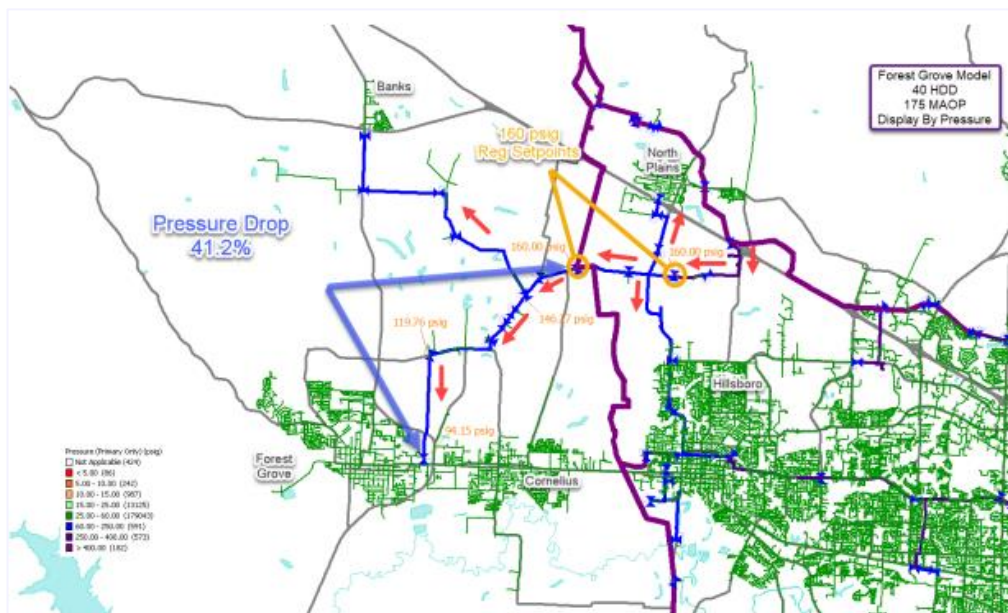 Banks
Forest Grove Model
40 HDD
175 MAOP
Display By Pressure
160 psig
Reg Setpoints
North
Plains
Pressure Drop
41.2%
160.00 psig
160.00 psig
146.27 psig
119.76 psig
Hillsboro
94.15 psig
Forest
Grove
Cornelius
Pressure (Primary Only) (psig)
Not Applicable (424)
< 5.00 (86)
5.00 - 10.00 (242)
10.00 - 15.00 (987)
15.00 - 25.00 (13125)
25.00 - 60.00 (179043)
60.00 - 250.00 (991)
250.00 - 400.00 (573)
> 400.00 (182)